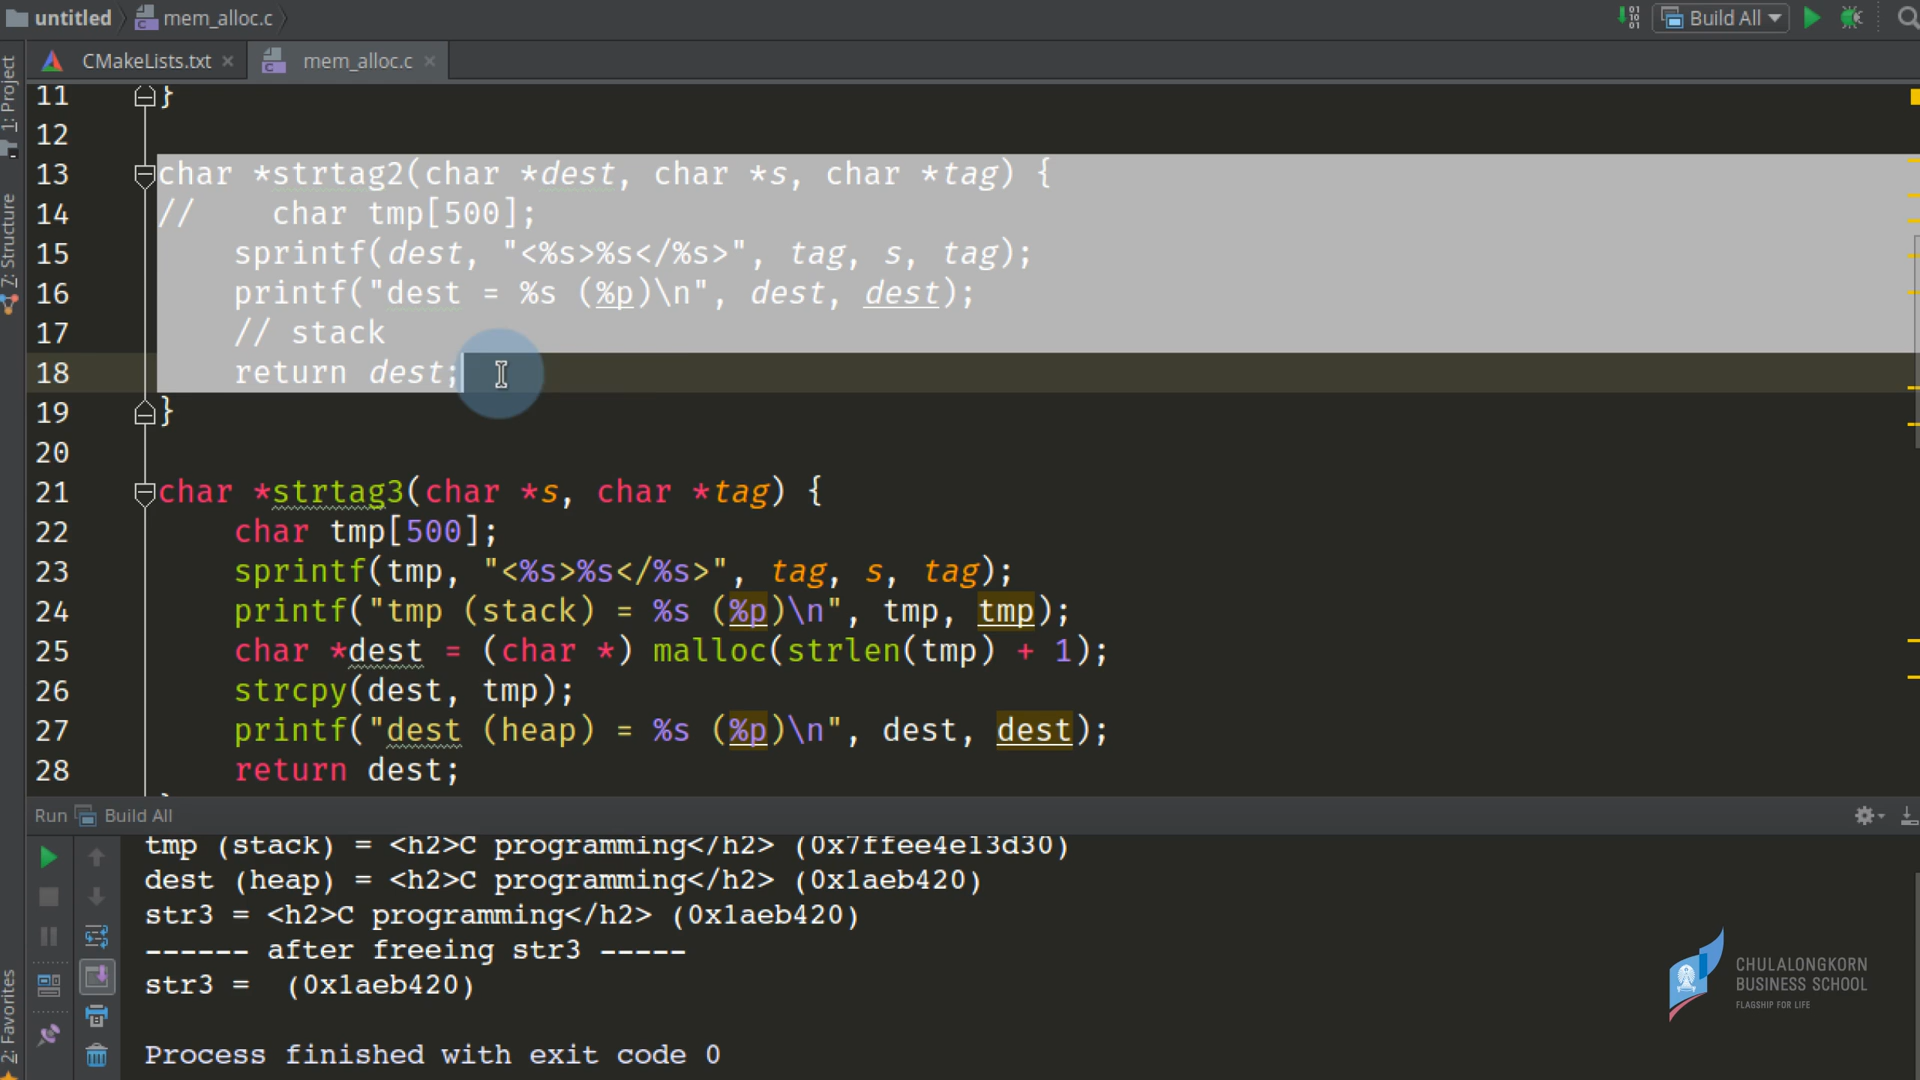 untitled mem_alloc.c Build All
CMakeLists.txt mem_alloc.c
1: Project
7: Structure
2: Favorites
11 }
12
13 char *strtag2(char *dest, char *s, char *tag) {
14 //    char tmp[500];
15     sprintf(dest, "<%s>%s</%s>", tag, s, tag);
16     printf("dest = %s (%p)\n", dest, dest);
17     // stack
18     return dest;
19 }
20
21 char *strtag3(char *s, char *tag) {
22     char tmp[500];
23     sprintf(tmp, "<%s>%s</%s>", tag, s, tag);
24     printf("tmp (stack) = %s (%p)\n", tmp, tmp);
25     char *dest = (char *) malloc(strlen(tmp) + 1);
26     strcpy(dest, tmp);
27     printf("dest (heap) = %s (%p)\n", dest, dest);
28     return dest;
Run Build All
tmp (stack) = <h2>C programming</h2> (0x7ffee4e13d30)
dest (heap) = <h2>C programming</h2> (0x1aeb420)
str3 = <h2>C programming</h2> (0x1aeb420)
------ after freeing str3 -----
str3 =  (0x1aeb420)
Process finished with exit code 0
CHULALONGKORN
BUSINESS SCHOOL
FLAGSHIP FOR LIFE